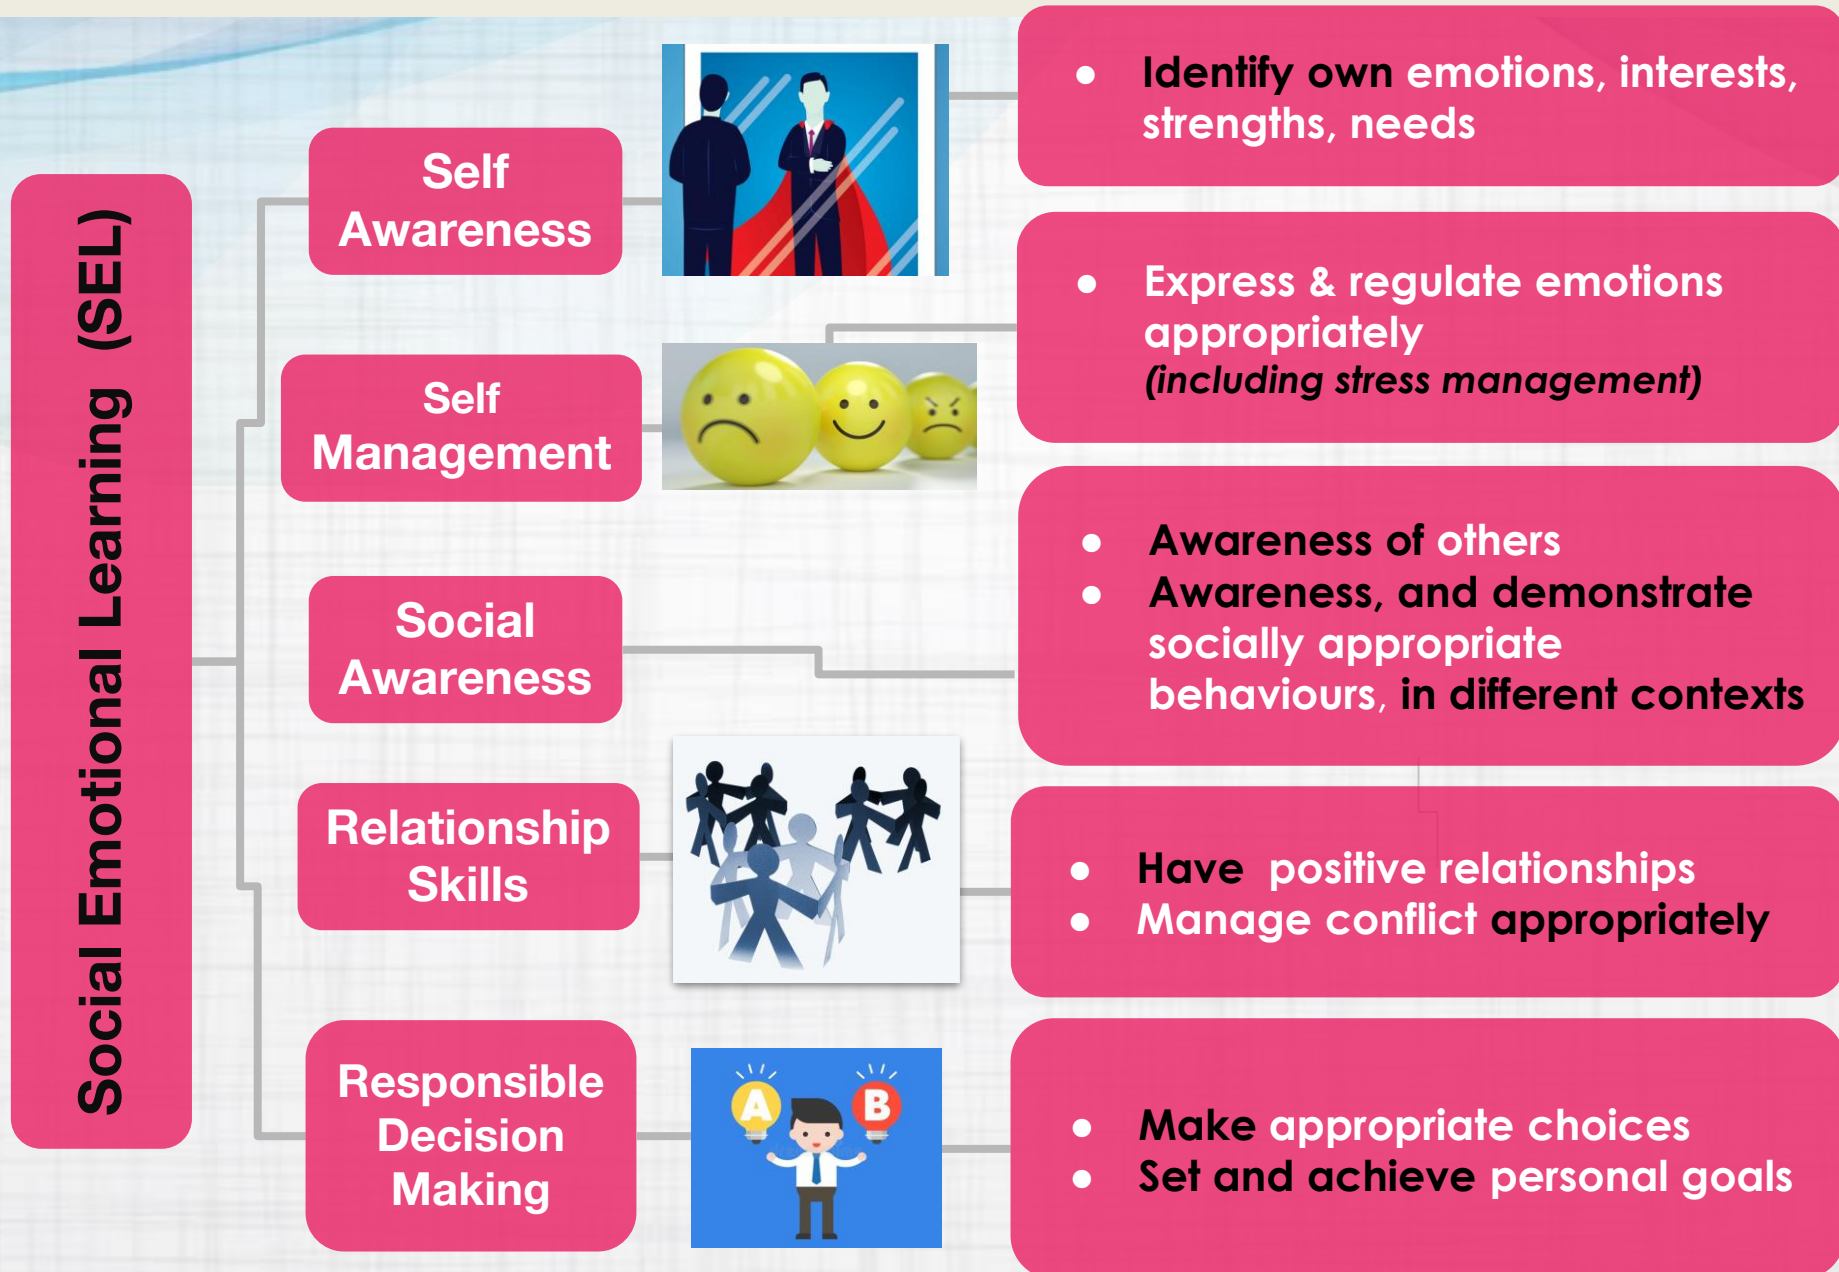 Social Emotional Learning (SEL)
Self
Awareness
● Identify own emotions, interests,
strengths, needs
Self
Management
● Express & regulate emotions
appropriately
(including stress management)
Social
Awareness
● Awareness of others
● Awareness, and demonstrate
socially appropriate
behaviours, in different contexts
Relationship
Skills
● Have positive relationships
● Manage conflict appropriately
Responsible
Decision
Making
A
B
● Make appropriate choices
● Set and achieve personal goals